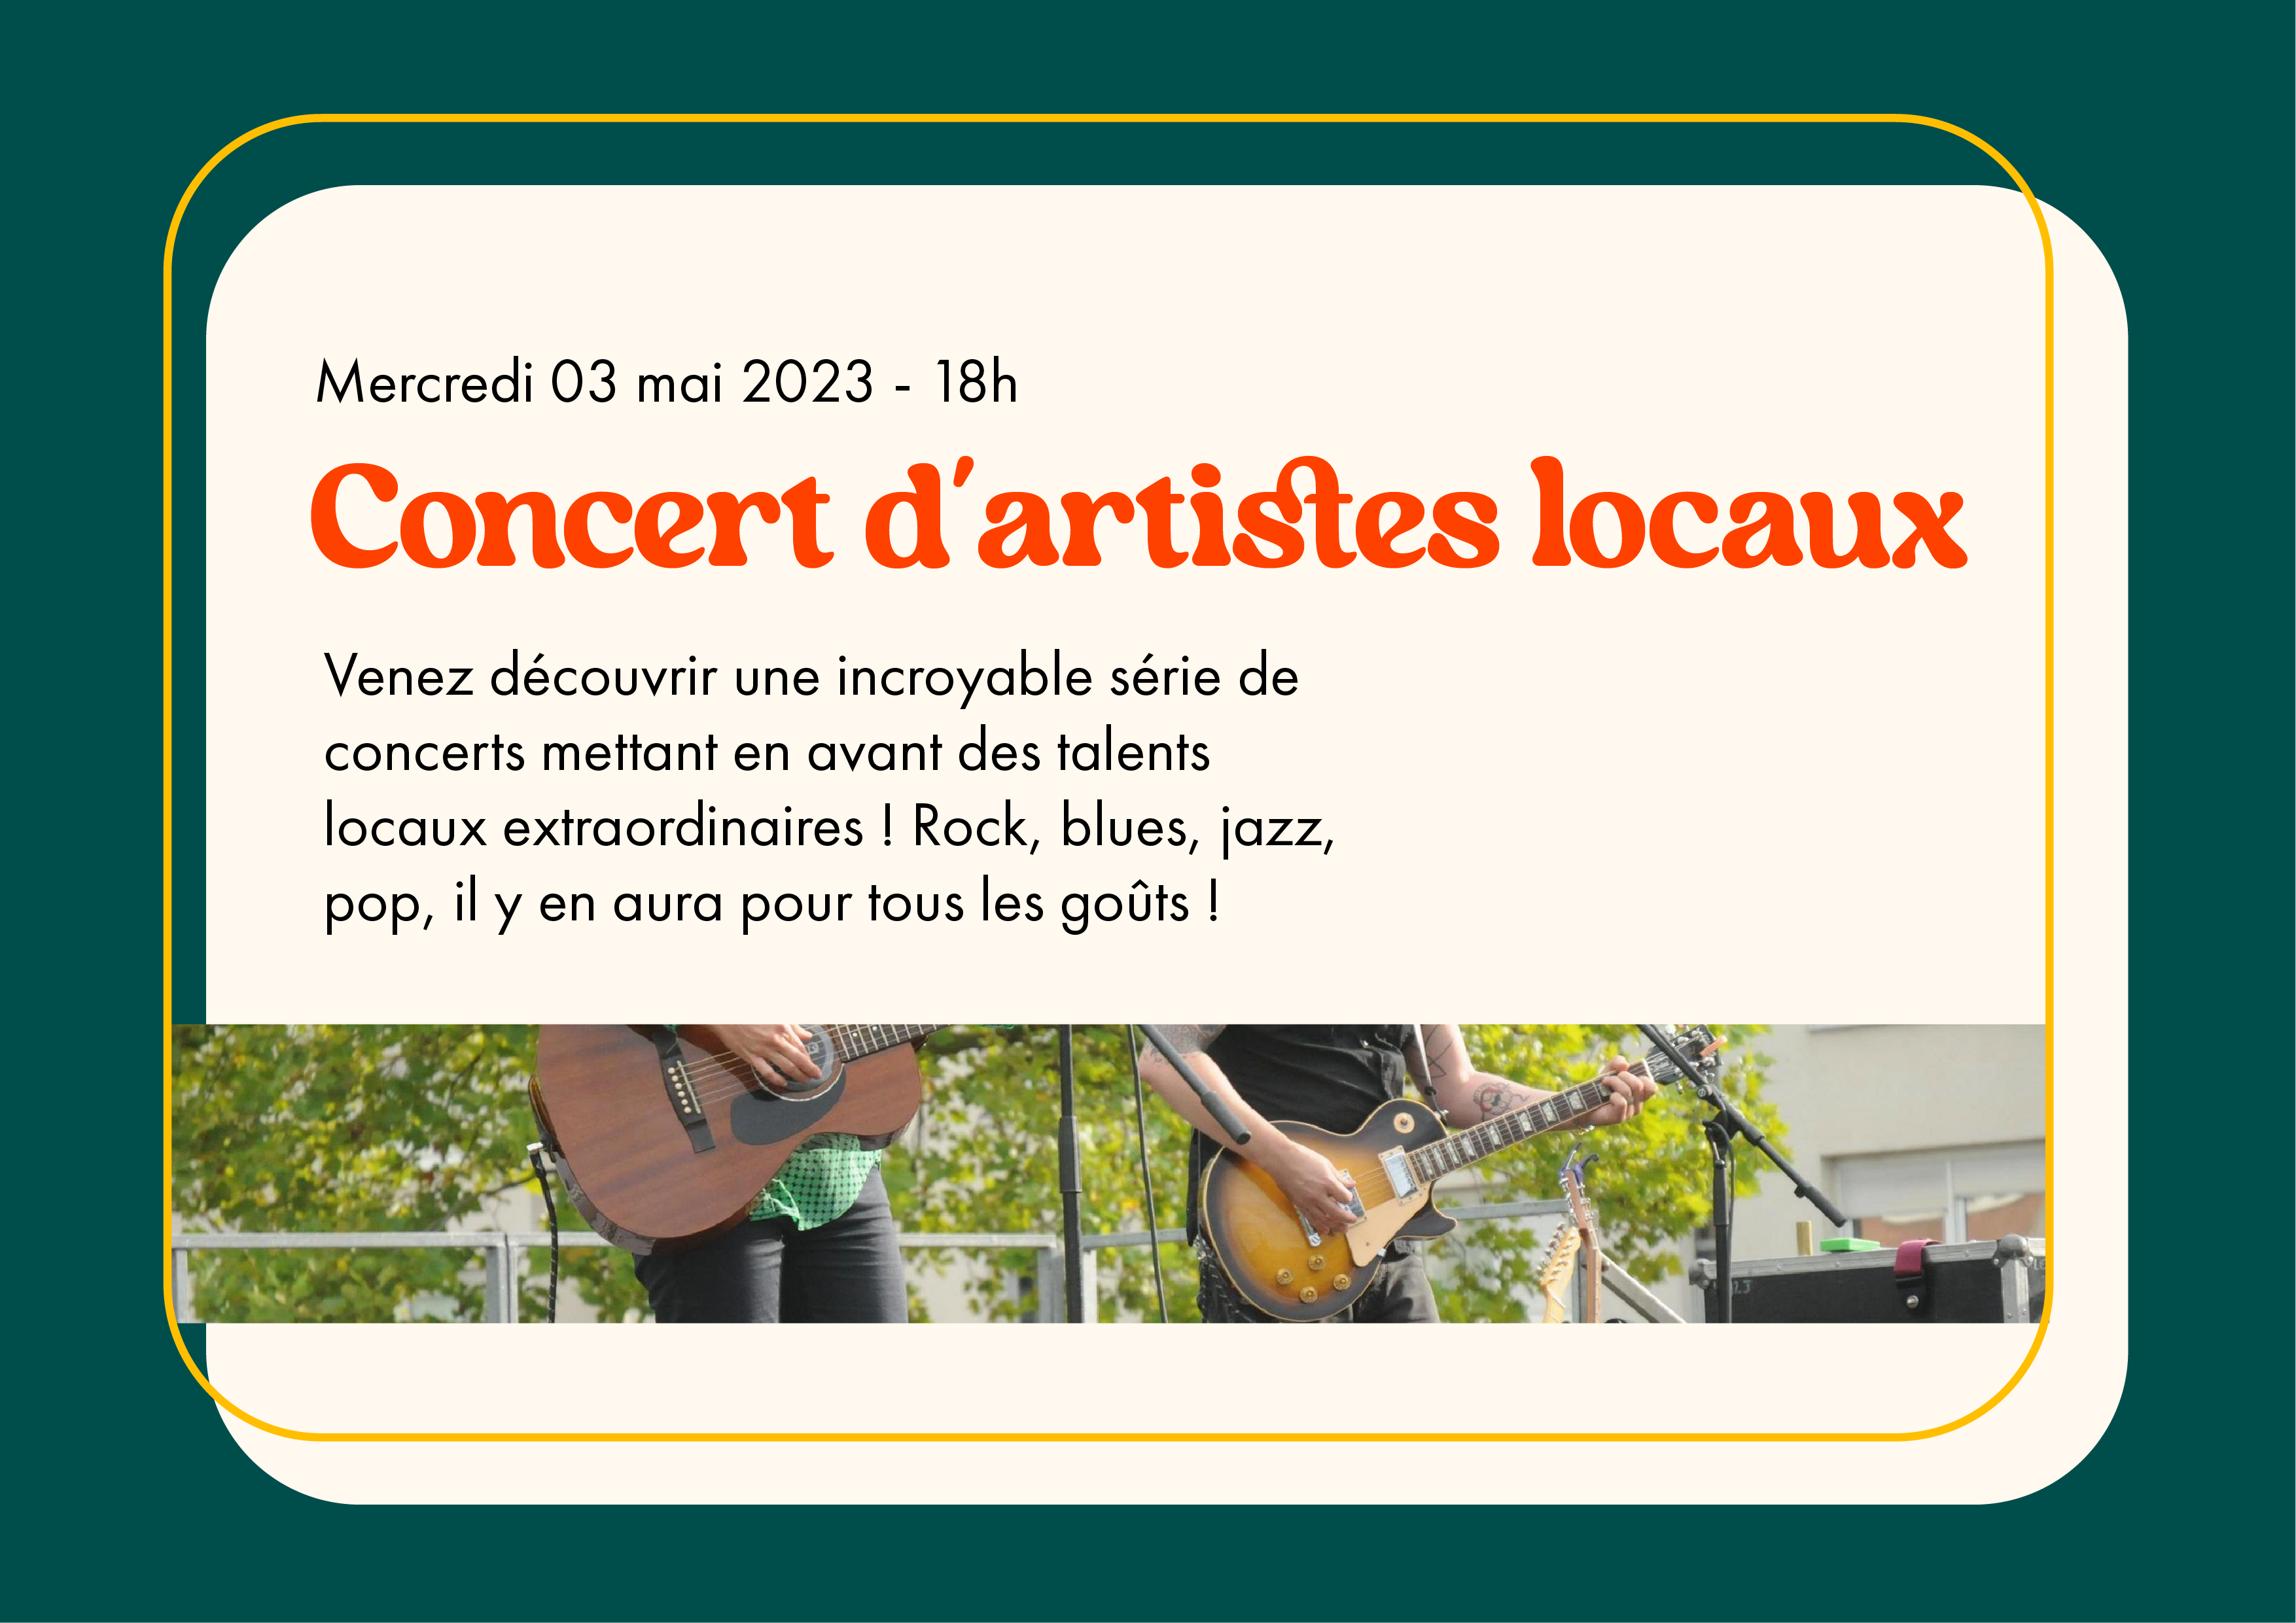 Mercredi 03 mai 2023 - 18h
Concert d'artistes locaux
Venez découvrir une incroyable série de
concerts mettant en avant des talents
locaux extraordinaires ! Rock, blues, jazz,
pop, il y en aura pour tous les goûts !